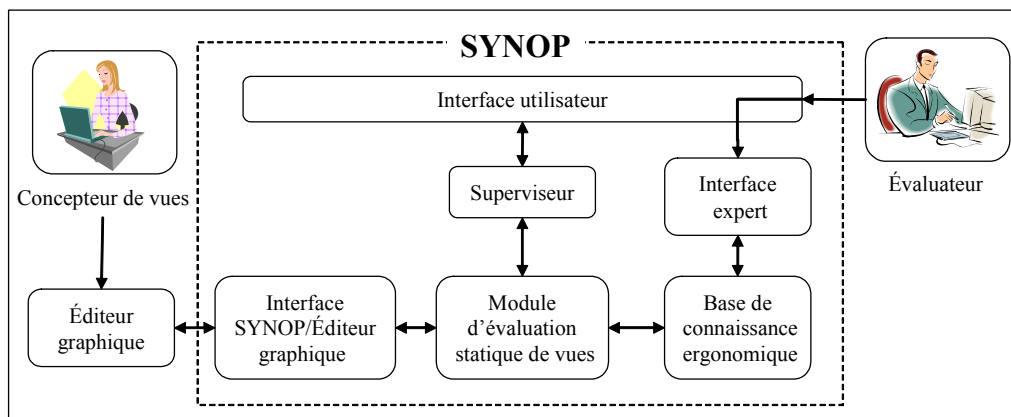 SYNOP
Interface utilisateur
Concepteur de vues
Superviseur
Interface
expert
Évaluateur
Éditeur
graphique
Interface
SYNOP/Éditeur
graphique
Module
d’évaluation
statique de vues
Base de
connaissance
ergonomique